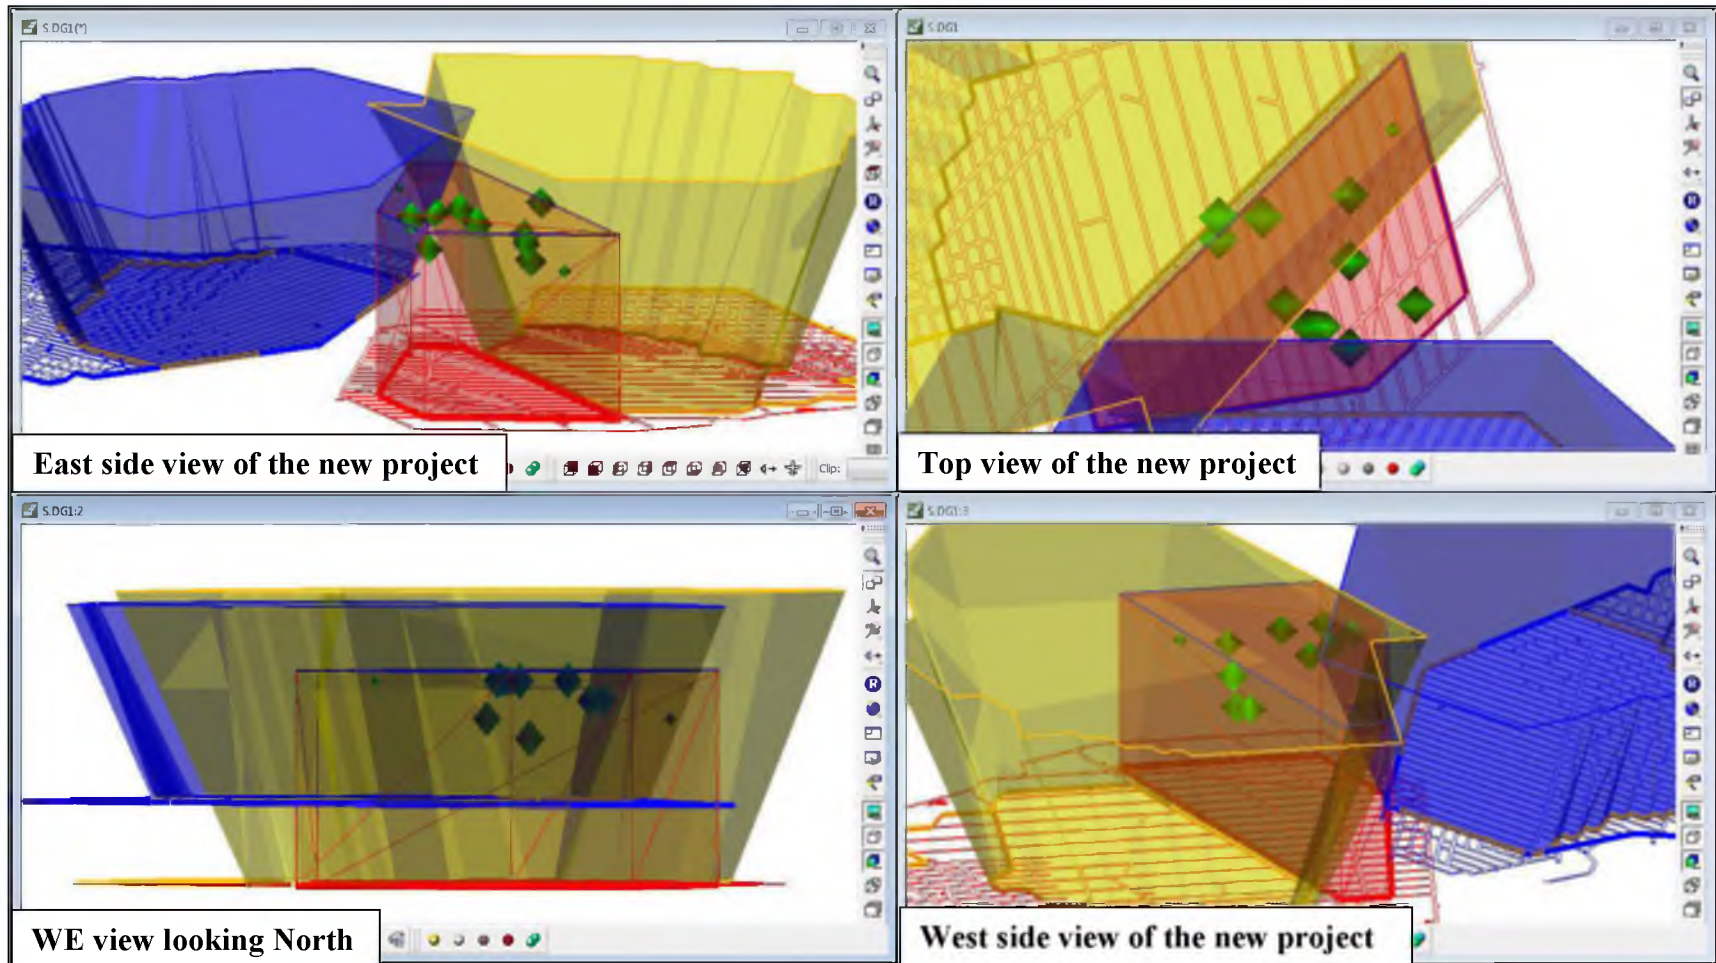 S.DG1(*)
S.DG1
East side view of the new project
Clip:
Top view of the new project
S.DG1:2
S.DG1:3
R
R
R
R
WE view looking North
West side view of the new project